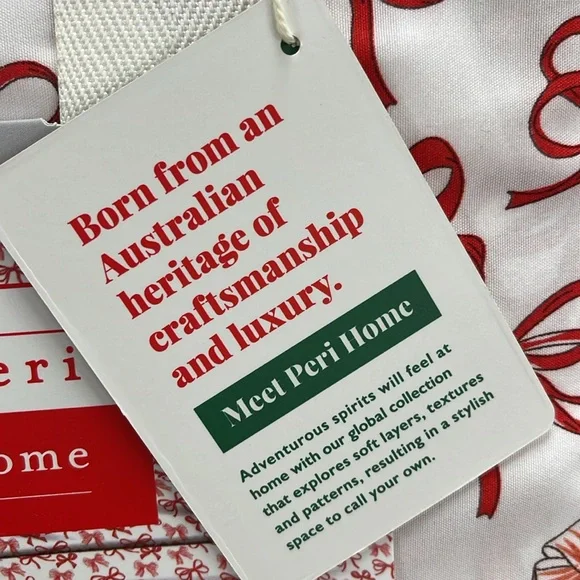 Born from an
Australian
heritage of
craftsmanship
and luxury.
Meet Peri Home
Adventurous spirits will feel at
home with our global collection
that explores soft layers, textures
and patterns, resulting in a stylish
space to call your own.
eri
ome